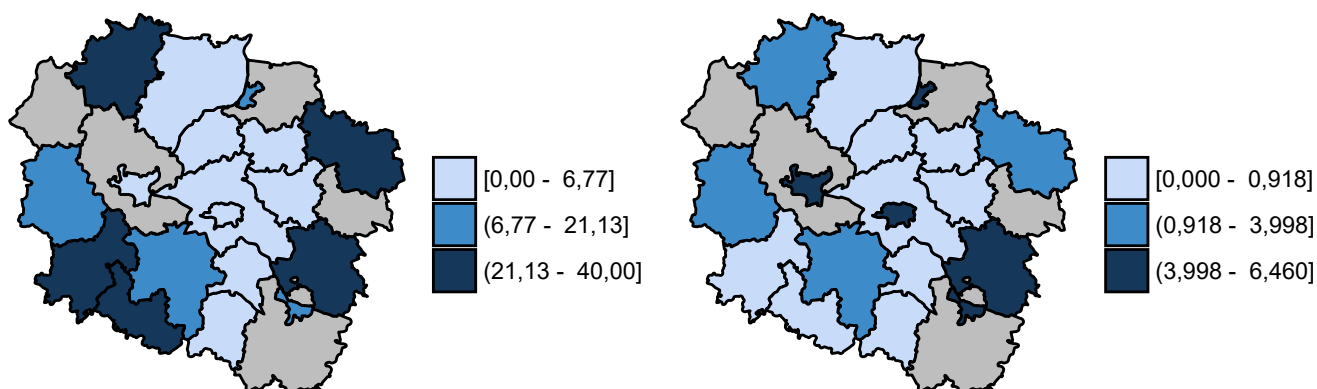 [0,00 - 6,77]
(6,77 - 21,13]
(21,13 - 40,00]
[0,000 - 0,918]
(0,918 - 3,998]
(3,998 - 6,460]